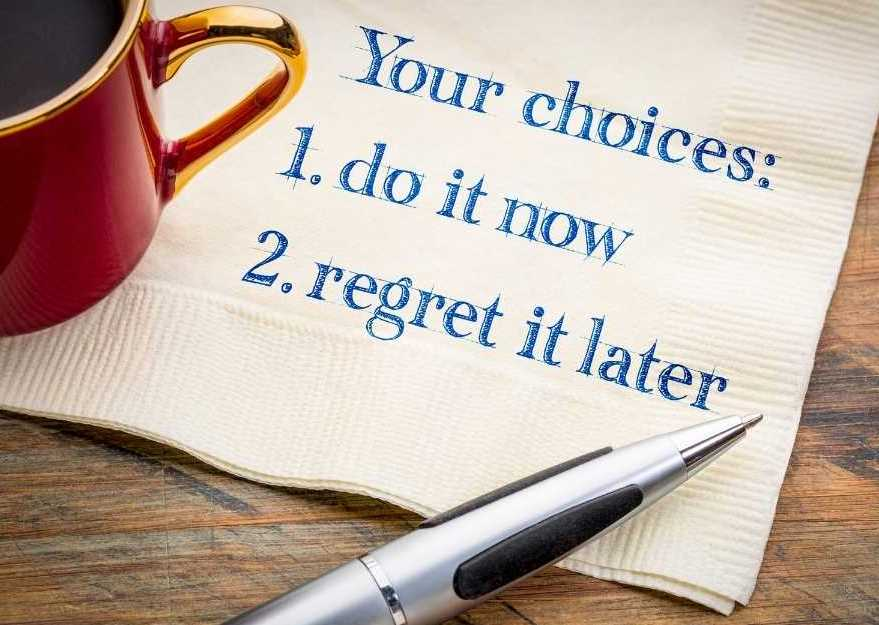 Your choices:
1. do it now
2. regret it later